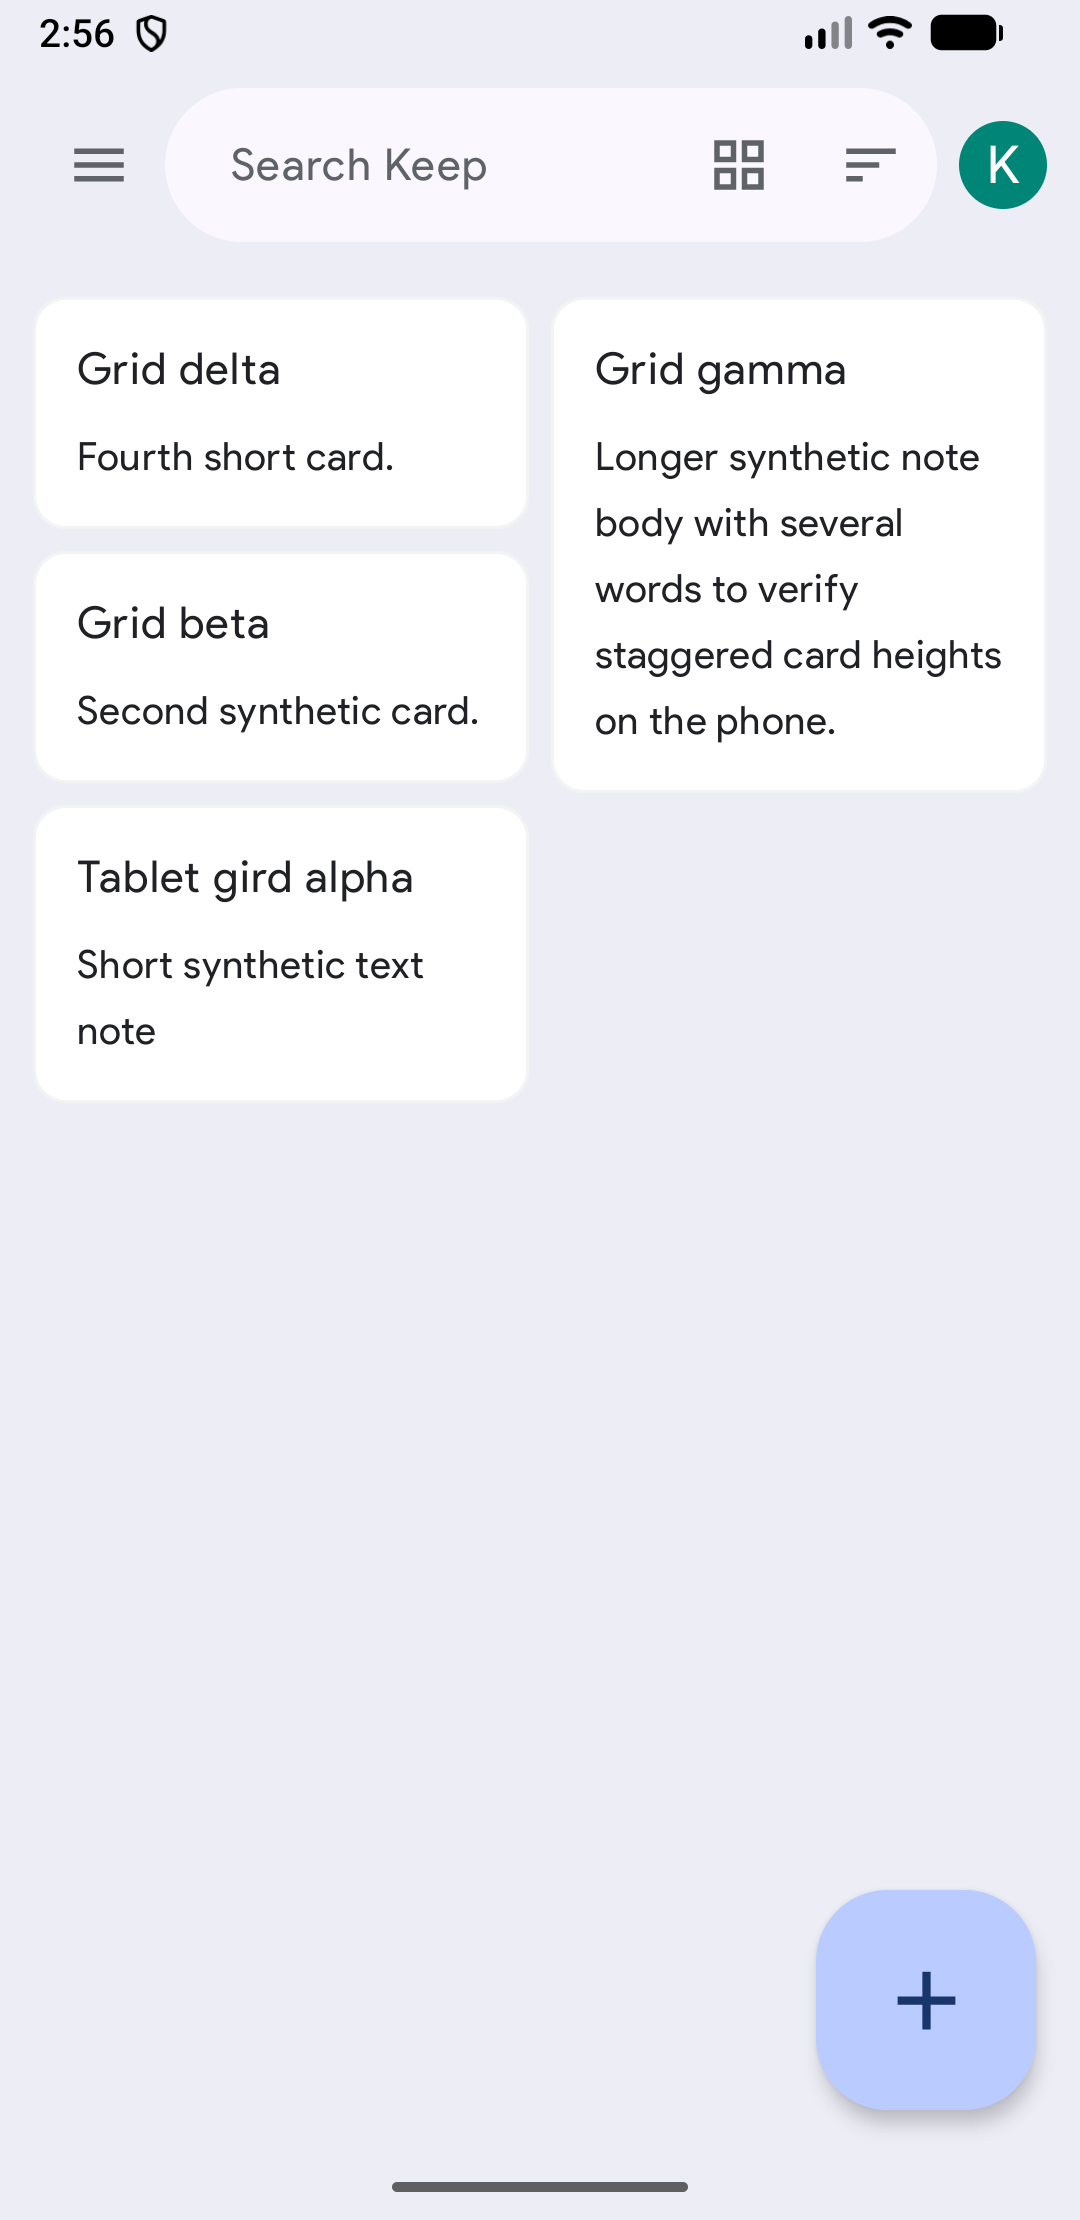 2:56
Search Keep
K
Grid delta
Fourth short card.
Grid gamma
Longer synthetic note
body with several
words to verify
staggered card heights
on the phone.
Grid beta
Second synthetic card.
Tablet gird alpha
Short synthetic text
note